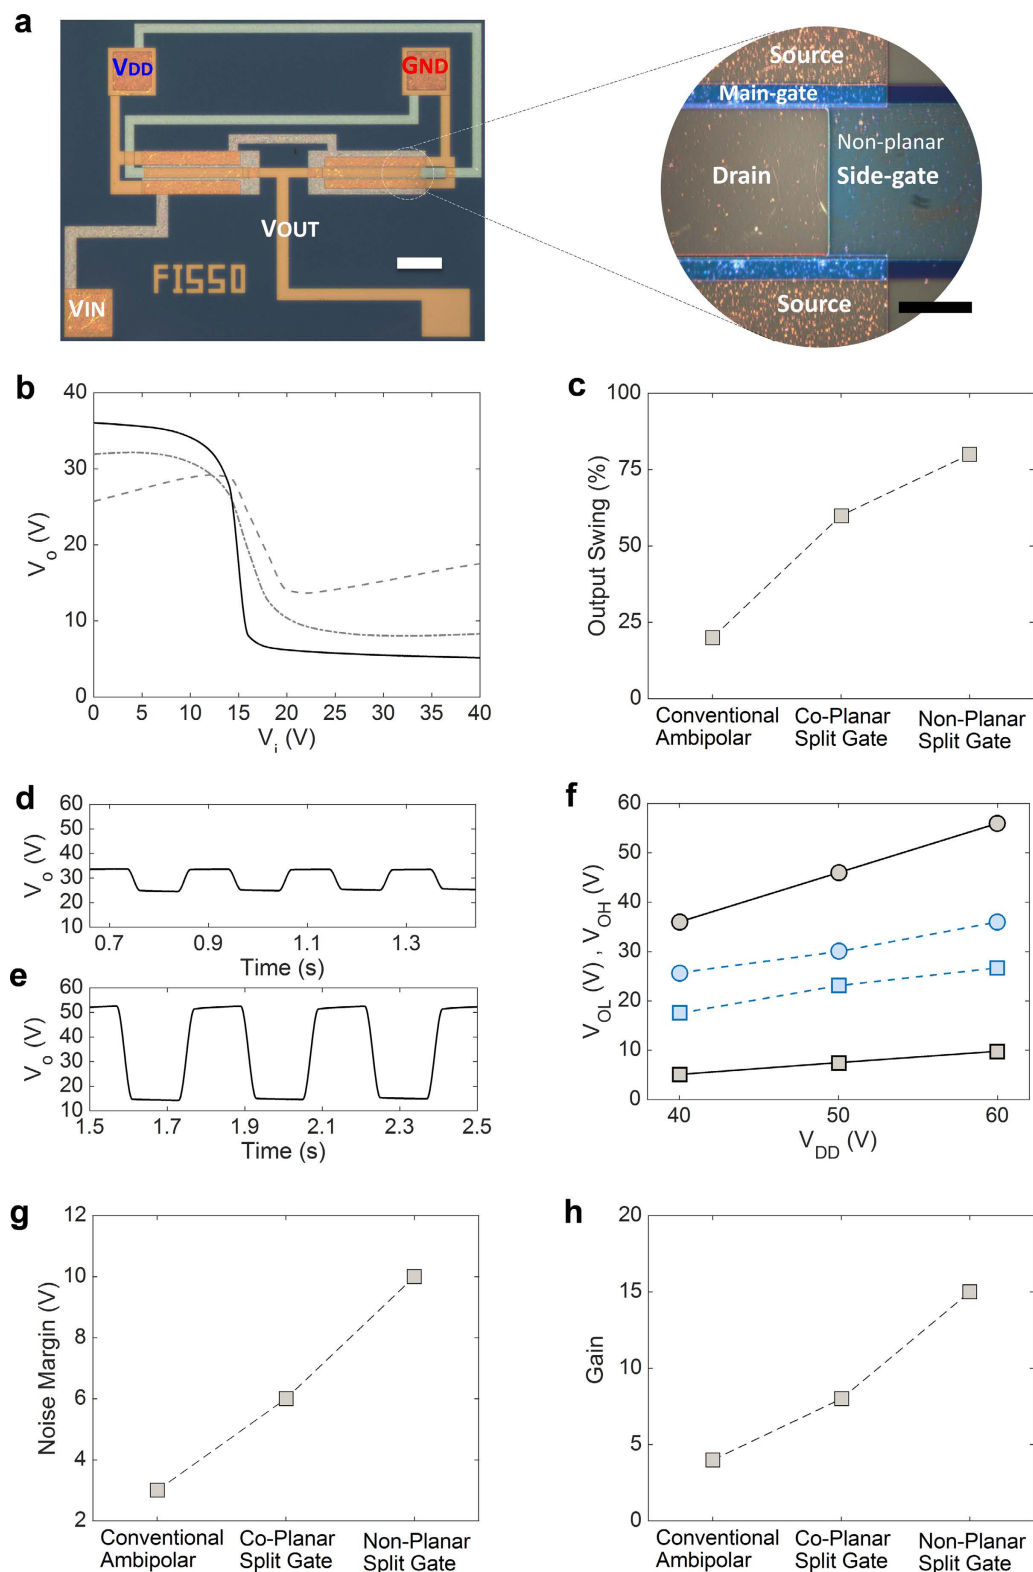 a
VDD
GND
VOUT
VIN
FISSO
Source
Main-gate
Non-planar
Drain
Side-gate
Source
b
40
30
20
10
0
Vo (V)
0 5 10 15 20 25 30 35 40
Vi (V)
c
100
75
50
25
0
Output Swing (%)
Conventional Ambipolar
Co-Planar Split Gate
Non-Planar Split Gate
d
60
50
40
30
20
10
Vo (V)
0.7 0.9 1.1 1.3
Time (s)
e
60
50
40
30
20
10
Vo (V)
1.5 1.7 1.9 2.1 2.3 2.5
Time (s)
f
60
50
40
30
20
10
0
VOL (V) , VOH (V)
40 50 60
VDD (V)
g
12
10
8
6
4
2
Noise Margin (V)
Conventional Ambipolar
Co-Planar Split Gate
Non-Planar Split Gate
h
20
15
10
5
0
Gain
Conventional Ambipolar
Co-Planar Split Gate
Non-Planar Split Gate